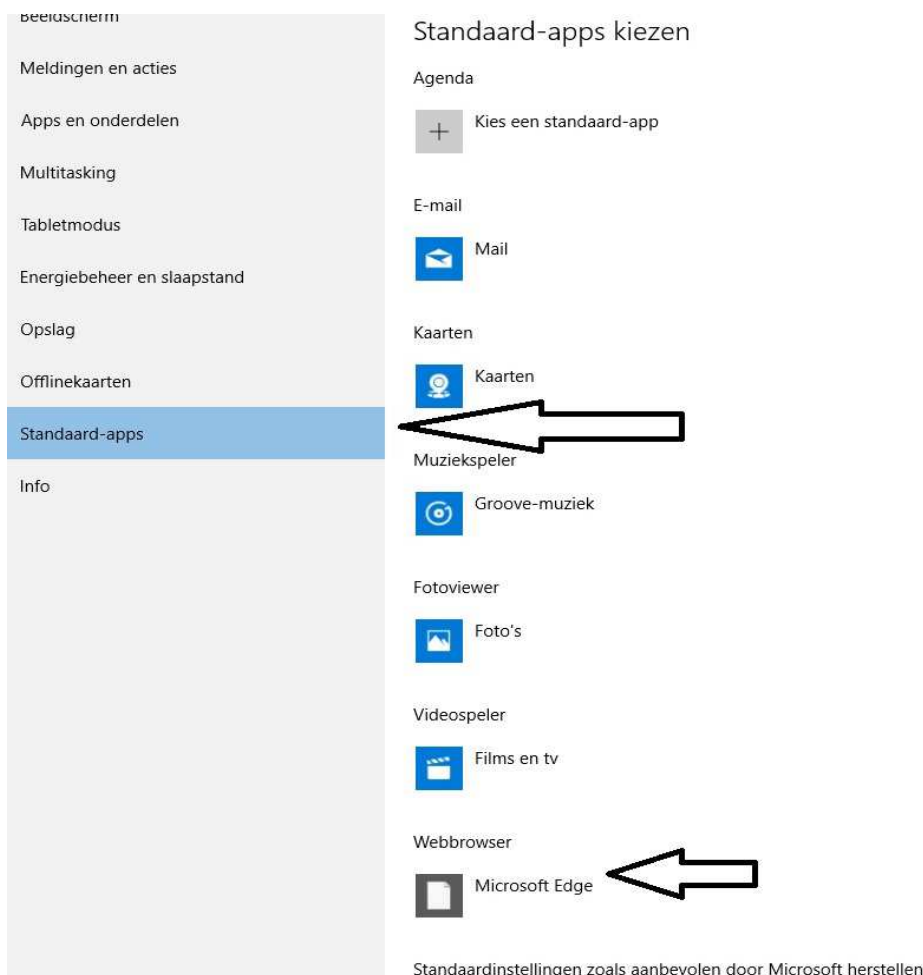 Beeldscherm
Meldingen en acties
Apps en onderdelen
Multitasking
Tabletmodus
Energiebeheer en slaapstand
Opslag
Offlinekaarten
Standaard-apps
Info
Standaard-apps kiezen
Agenda
Kies een standaard-app
E-mail
Mail
Kaarten
Kaarten
Muziekspeler
Groove-muziek
Fotoviewer
Foto's
Videospeler
Films en tv
Webbrowser
Microsoft Edge
Standaardinstellingen zoals aanbevolen door Microsoft herstellen